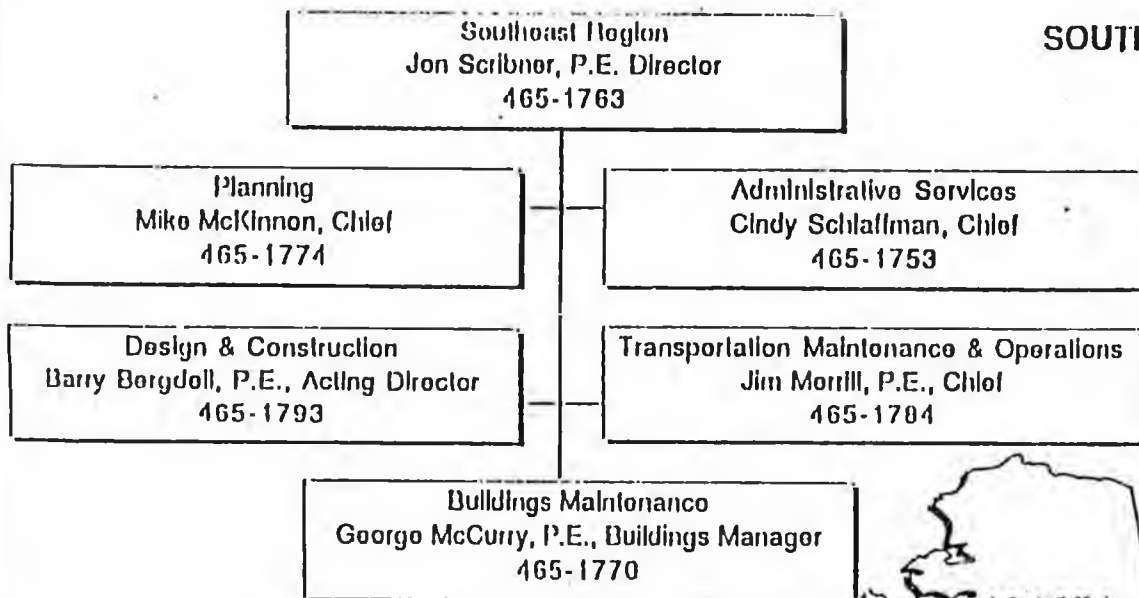 Southeast Region
Jon Scribner, P.E. Director
465-1763
SOUTH
Planning
Mike McKinnon, Chief
465-1774
Administrative Services
Cindy Schlaffman, Chief
465-1753
Design & Construction
Barry Bergdoll, P.E., Acting Director
465-1793
Transportation Maintenance & Operations
Jim Morrill, P.E., Chief
465-1784
Buildings Maintenance
George McCurry, P.E., Buildings Manager
465-1770